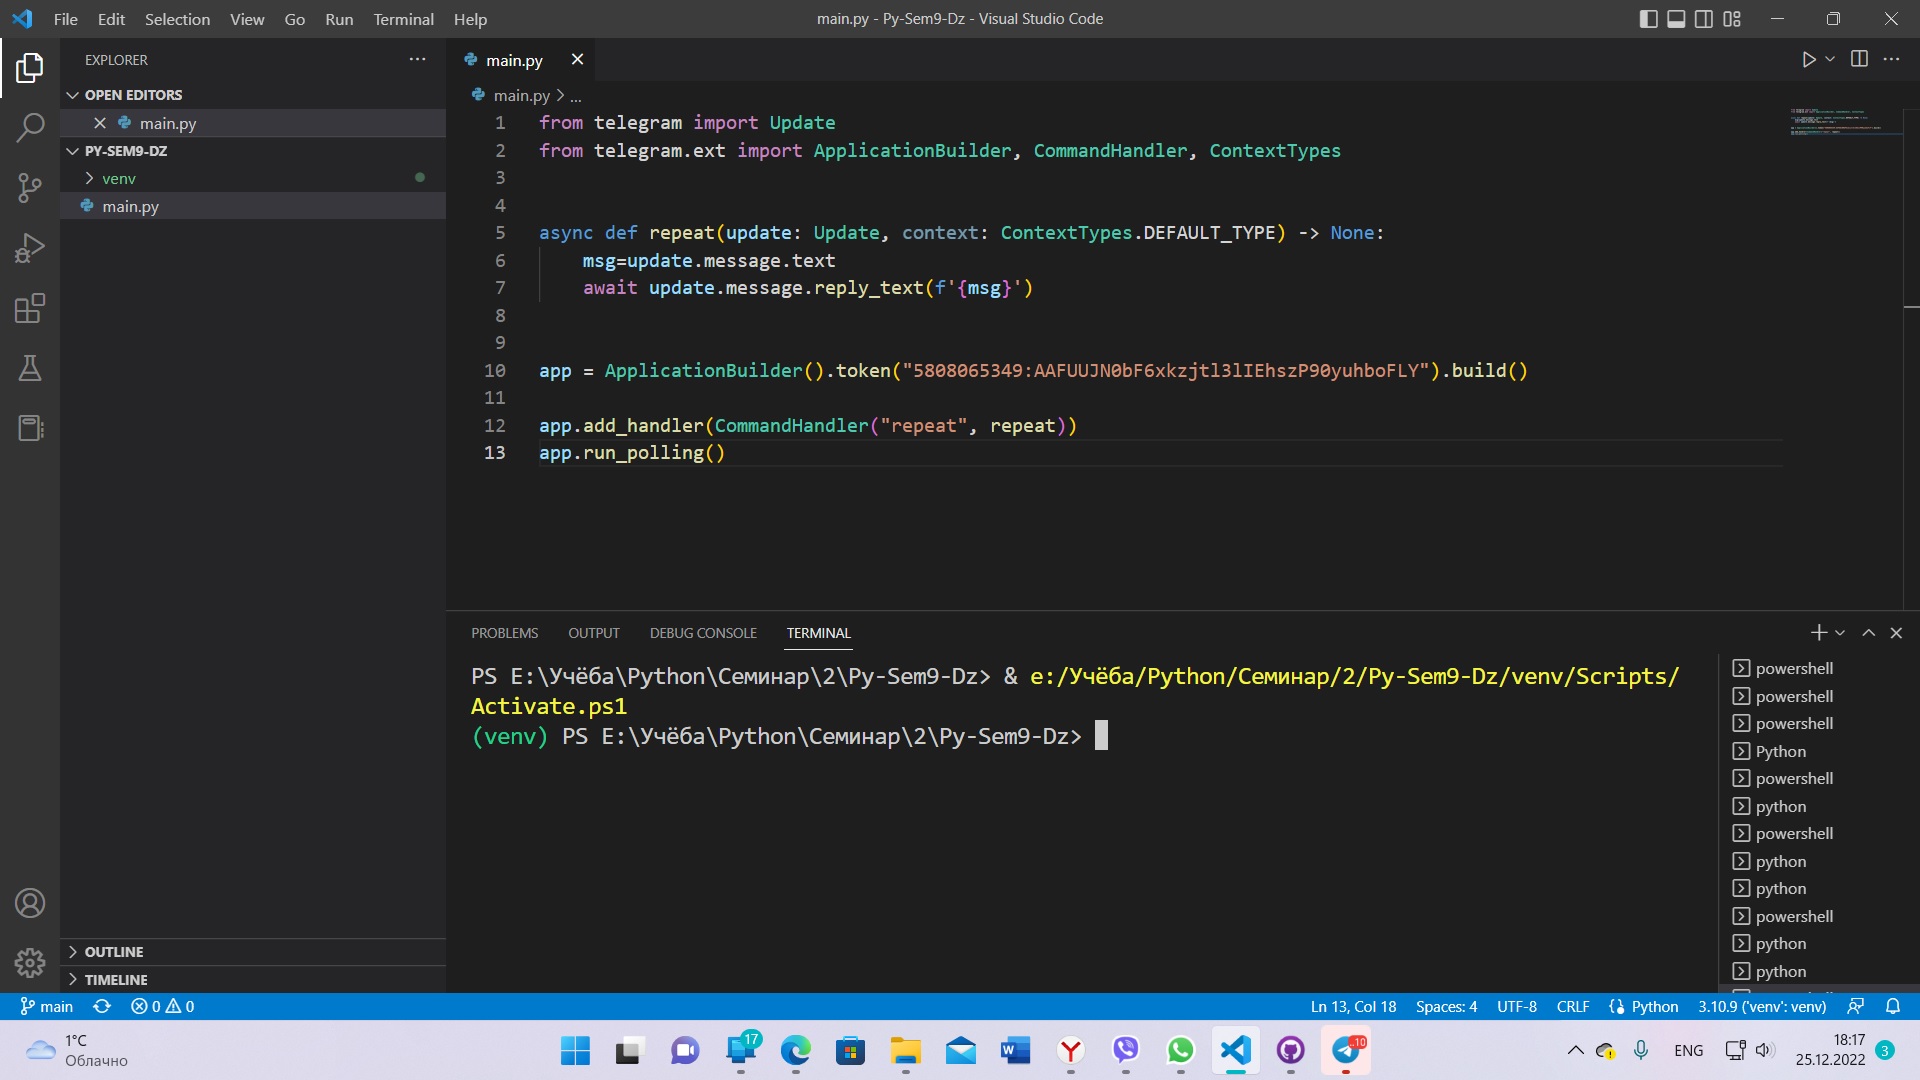 File Edit Selection View Go Run Terminal Help
main.py - Py-Sem9-Dz - Visual Studio Code
EXPLORER
OPEN EDITORS
main.py
PY-SEM9-DZ
venv
main.py
OUTLINE
TIMELINE
main.py
main.py > ...
1 from telegram import Update
2 from telegram.ext import ApplicationBuilder, CommandHandler, ContextTypes
3
4
5 async def repeat(update: Update, context: ContextTypes.DEFAULT_TYPE) -> None:
6 msg=update.message.text
7 await update.message.reply_text(f'{msg}')
8
9
10 app = ApplicationBuilder().token("5808065349:AAFUUJN0bF6xkzjtl3lIEhszP90yuhboFLY").build()
11
12 app.add_handler(CommandHandler("repeat", repeat))
13 app.run_polling()
PROBLEMS OUTPUT DEBUG CONSOLE TERMINAL
PS E:\Учёба\Python\Семинар\2\Py-Sem9-Dz> & e:/Учёба/Python/Семинар/2/Py-Sem9-Dz/venv/Scripts/
Activate.ps1
(venv) PS E:\Учёба\Python\Семинар\2\Py-Sem9-Dz>
powershell
powershell
powershell
Python
powershell
python
powershell
python
python
powershell
python
python
main 0 0 Ln 13, Col 18 Spaces: 4 UTF-8 CRLF Python 3.10.9 ('venv': venv)
1°C
Облачно
17
10
ENG
18:17
25.12.2022
3